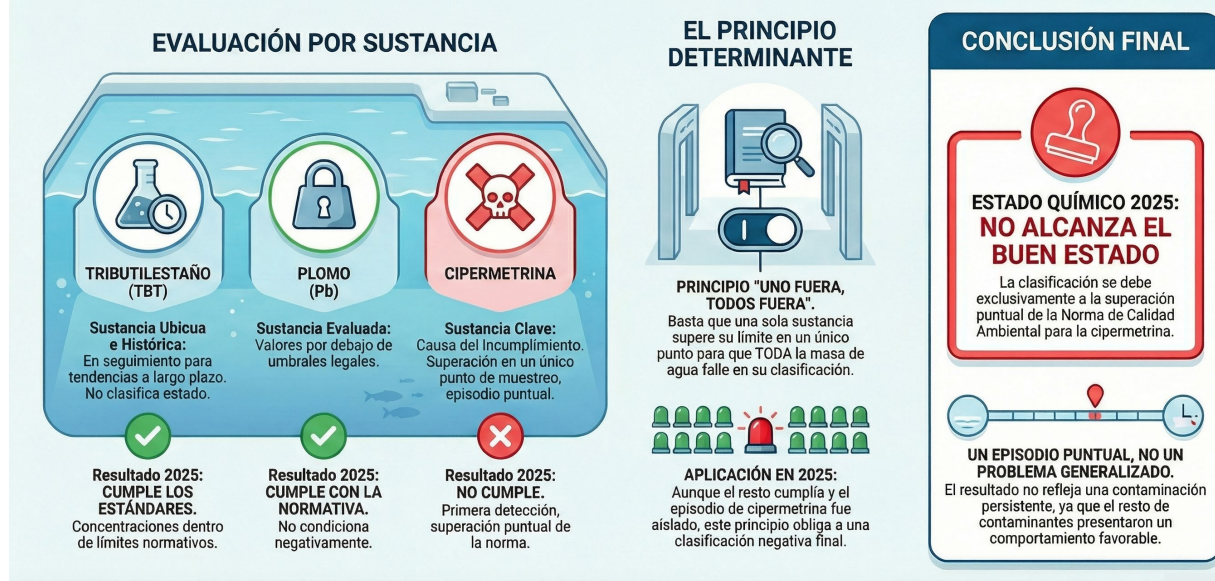 EVALUACIÓN POR SUSTANCIA
TRIBUTILESTAÑO
(TBT)
Sustancia Ubicua
e Histórica:
En seguimiento para
tendencias a largo plazo.
No clasifica estado.
Resultado 2025:
CUMPLE LOS
ESTÁNDARES.
Concentraciones dentro
de límites normativos.
PLOMO
(Pb)
Sustancia Evaluada:
Valores por debajo de
umbrales legales.
Resultado 2025:
CUMPLE CON LA
NORMATIVA.
No condiciona
negativamente.
CIPERMETRINA
Sustancia Clave:
Causa del Incumplimiento.
Superación en un único
punto de muestreo,
episodio puntual.
Resultado 2025:
NO CUMPLE.
Primera detección,
superación puntual de
la norma.
EL PRINCIPIO
DETERMINANTE
PRINCIPIO "UNO FUERA,
TODOS FUERA".
Basta que una sola sustancia
supere su límite en un único
punto para que TODA la masa de
agua falle en su clasificación.
APLICACIÓN EN 2025:
Aunque el resto cumplía y el
episodio de cipermetrina fue
aíslado, este principio obliga a una
clasificación negativa final.
CONCLUSIÓN FINAL
ESTADO QUÍMICO 2025:
NO ALCANZA EL
BUEN ESTADO
La clasificación se debe
exclusivamente a la superación
puntual de la Norma de Calidad
Ambiental para la cipermetrina.
UN EPISODIO PUNTUAL, NO UN
PROBLEMA GENERALIZADO.
El resultado no refleja una contaminación
persistente, ya que el resto de
contaminantes presentaron un
comportamiento favorable.